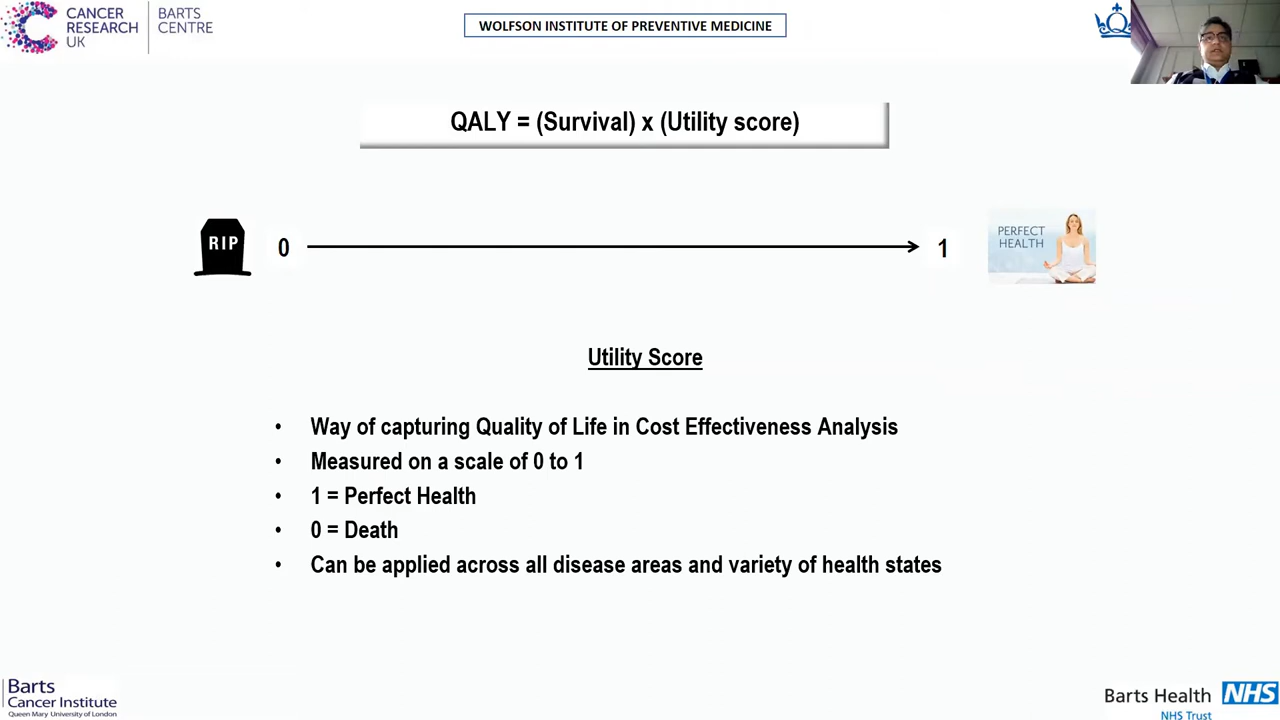 CANCER
RESEARCH
UK
BARTS
CENTRE
WOLFSON INSTITUTE OF PREVENTIVE MEDICINE
QALY = (Survival) x (Utility score)
RIP
0
1
PERFECT
HEALTH
Utility Score
• Way of capturing Quality of Life in Cost Effectiveness Analysis
• Measured on a scale of 0 to 1
• 1 = Perfect Health
• 0 = Death
• Can be applied across all disease areas and variety of health states
Barts
Cancer Institute
Queen Mary University of London
Barts Health NHS
NHS Trust